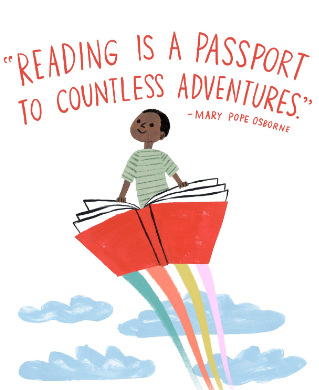 “READING IS A PASSPORT
TO COUNTLESS ADVENTURES.”
- MARY POPE OSBORNE